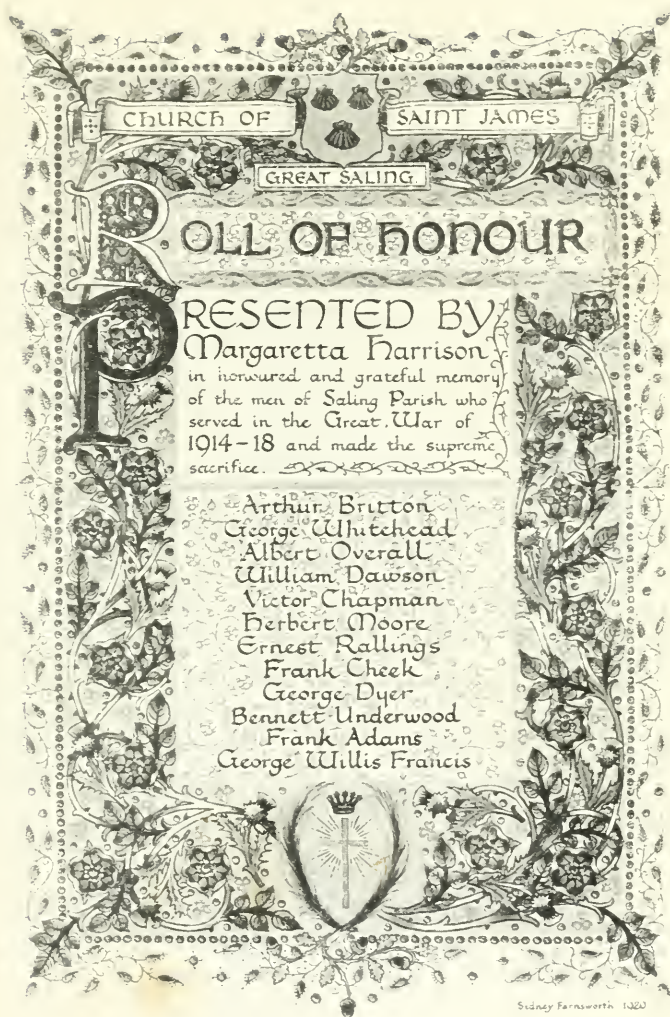 CHURCH OF SAINT JAMES
GREAT SALING.
ROLL OF HONOUR
PRESENTED BY
Margaretta Harrison
in honoured and grateful memory
of the men of Saling Parish who
served in the Great War of
1914-18 and made the supreme
sacrifice.
Arthur Britton
George Whitehead
Albert Overall
William Dawson
Victor Chapman
Herbert Moore
Ernest Rallings
Frank Cheek
George Dyer
Bennett Underwood
Frank Adams
George Willis Francis
Sidney Farnsworth 1920